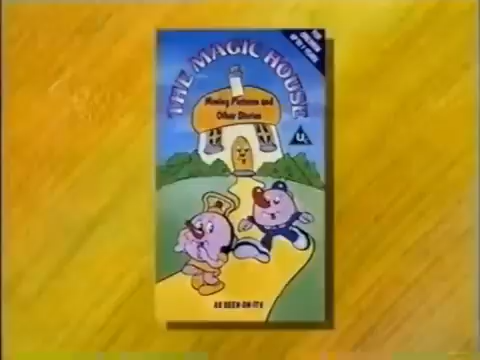 THE MAGIC HOUSE
Moving Pictures and
Other Stories
U
AS SEEN ON ITV